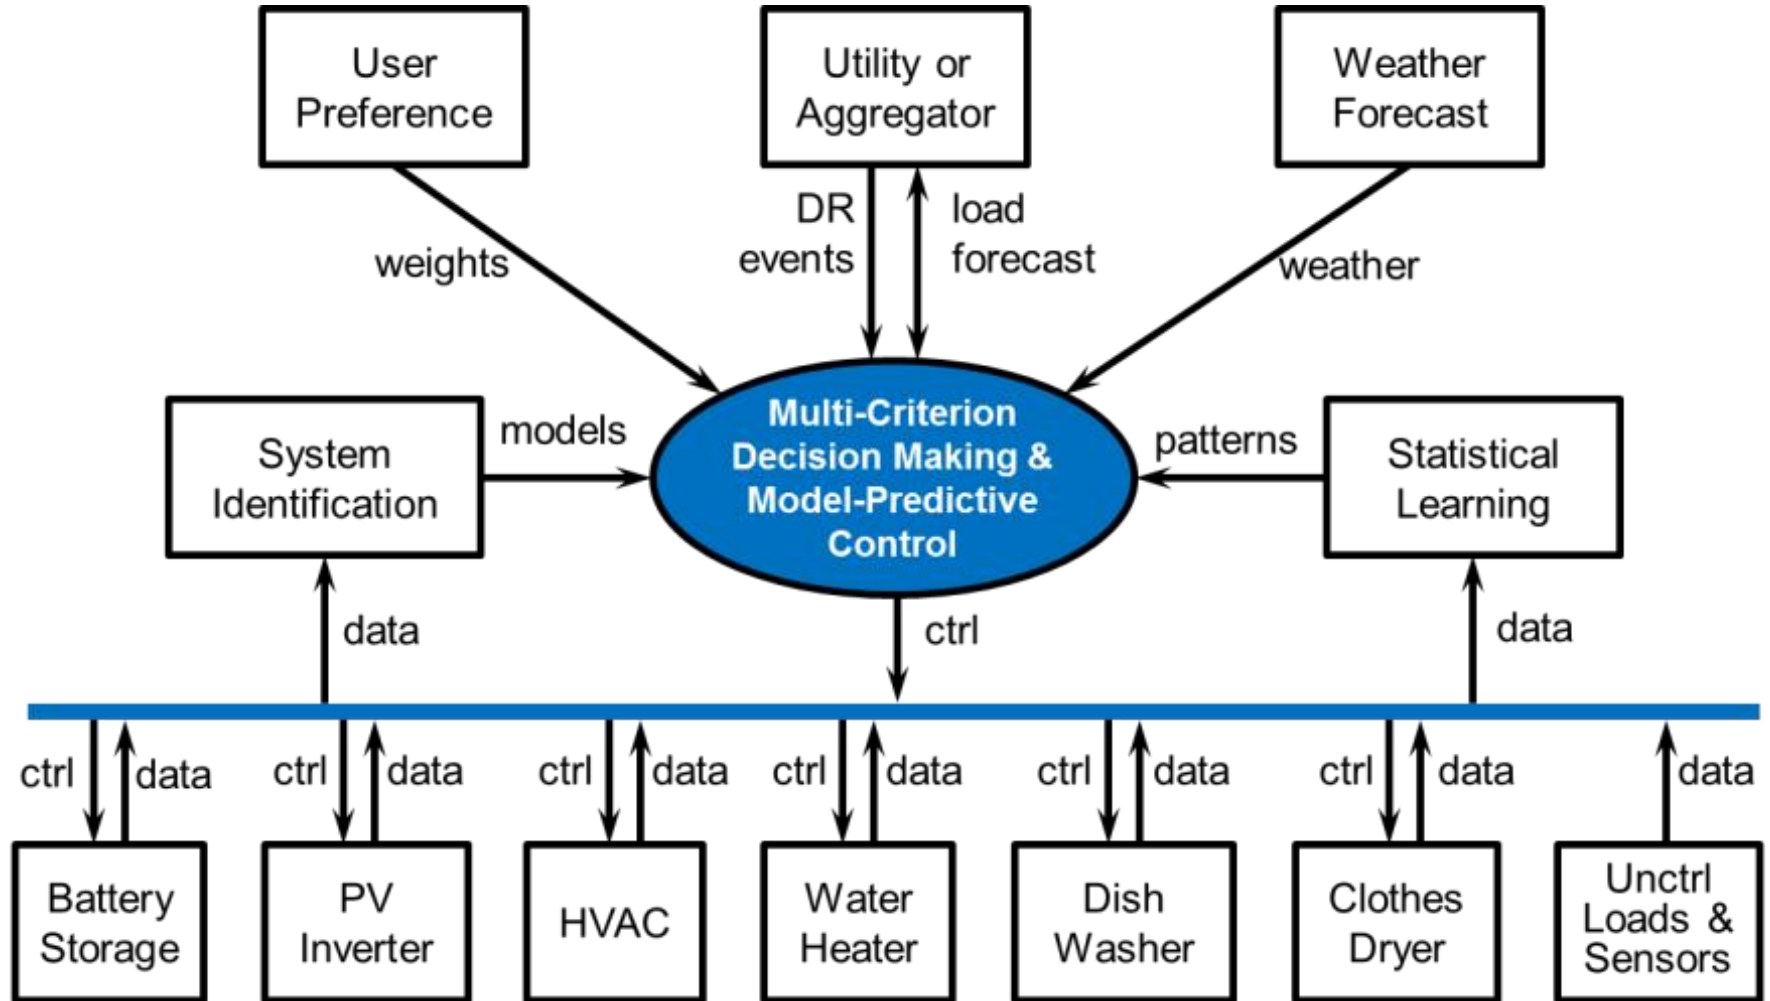 User
Preference
Utility or
Aggregator
Weather
Forecast
DR
events
load
forecast
weights
weather
Multi-Criterion
Decision Making &
Model-Predictive
Control
System
Identification
models
patterns
Statistical
Learning
data
ctrl
data
ctrl
data
ctrl
data
ctrl
data
ctrl
data
ctrl
data
ctrl
data
data
Battery
Storage
PV
Inverter
HVAC
Water
Heater
Dish
Washer
Clothes
Dryer
Unctrl
Loads &
Sensors